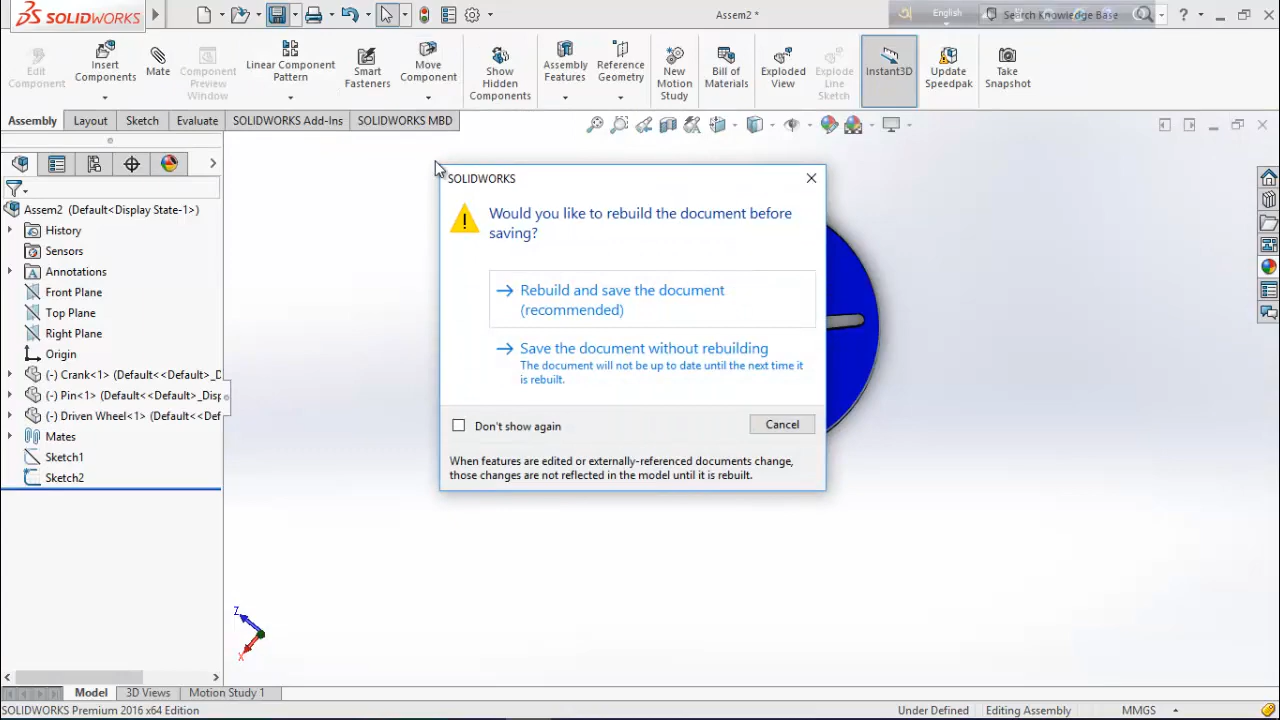 SOLIDWORKS
Assem2 *
English
Search Knowledge Base
Edit Component
Insert Components
Mate
Component Preview Window
Linear Component Pattern
Smart Fasteners
Move Component
Show Hidden Components
Assembly Features
Reference Geometry
New Motion Study
Bill of Materials
Exploded View
Explode Line Sketch
Instant3D
Update Speedpak
Take Snapshot
Assembly
Layout
Sketch
Evaluate
SOLIDWORKS Add-Ins
SOLIDWORKS MBD
Assem2 (Default<Display State-1>)
History
Sensors
Annotations
Front Plane
Top Plane
Right Plane
Origin
(-) Crank<1> (Default<<Default>_D
(-) Pin<1> (Default<<Default>_Disp
(-) Driven Wheel<1> (Default<<Def
Mates
Sketch1
Sketch2
SOLIDWORKS
Would you like to rebuild the document before
saving?
Rebuild and save the document
(recommended)
Save the document without rebuilding
The document will not be up to date until the next time it
is rebuilt.
Don't show again
Cancel
When features are edited or externally-referenced documents change,
those changes are not reflected in the model until it is rebuilt.
Z
X
Model
3D Views
Motion Study 1
SOLIDWORKS Premium 2016 x64 Edition
Under Defined
Editing Assembly
MMGS